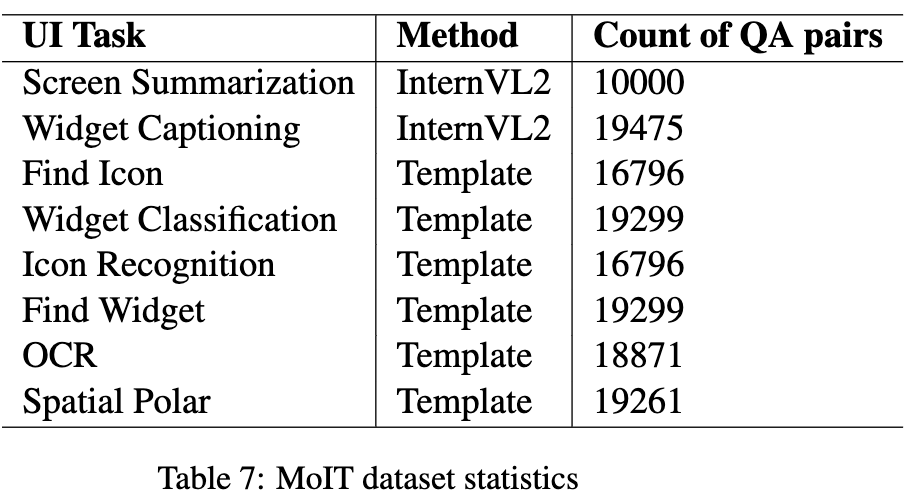 UI Task Method Count of QA pairs
Screen Summarization InternVL2 10000
Widget Captioning InternVL2 19475
Find Icon Template 16796
Widget Classification Template 19299
Icon Recognition Template 16796
Find Widget Template 19299
OCR Template 18871
Spatial Polar Template 19261
Table 7: MoIT dataset statistics